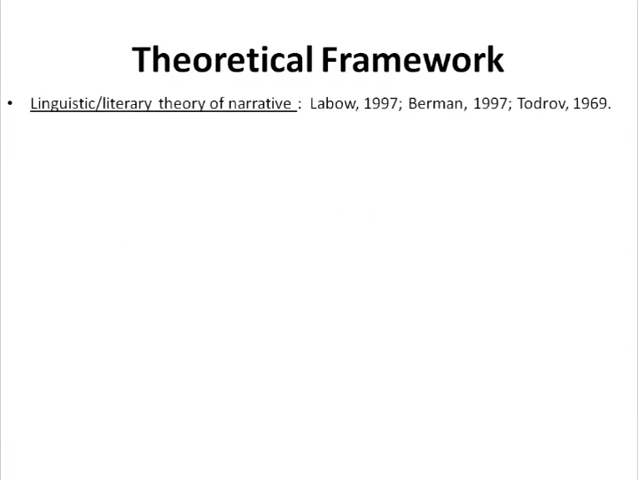 Theoretical Framework
• Linguistic/literary theory of narrative : Labow, 1997; Berman, 1997; Todrov, 1969.